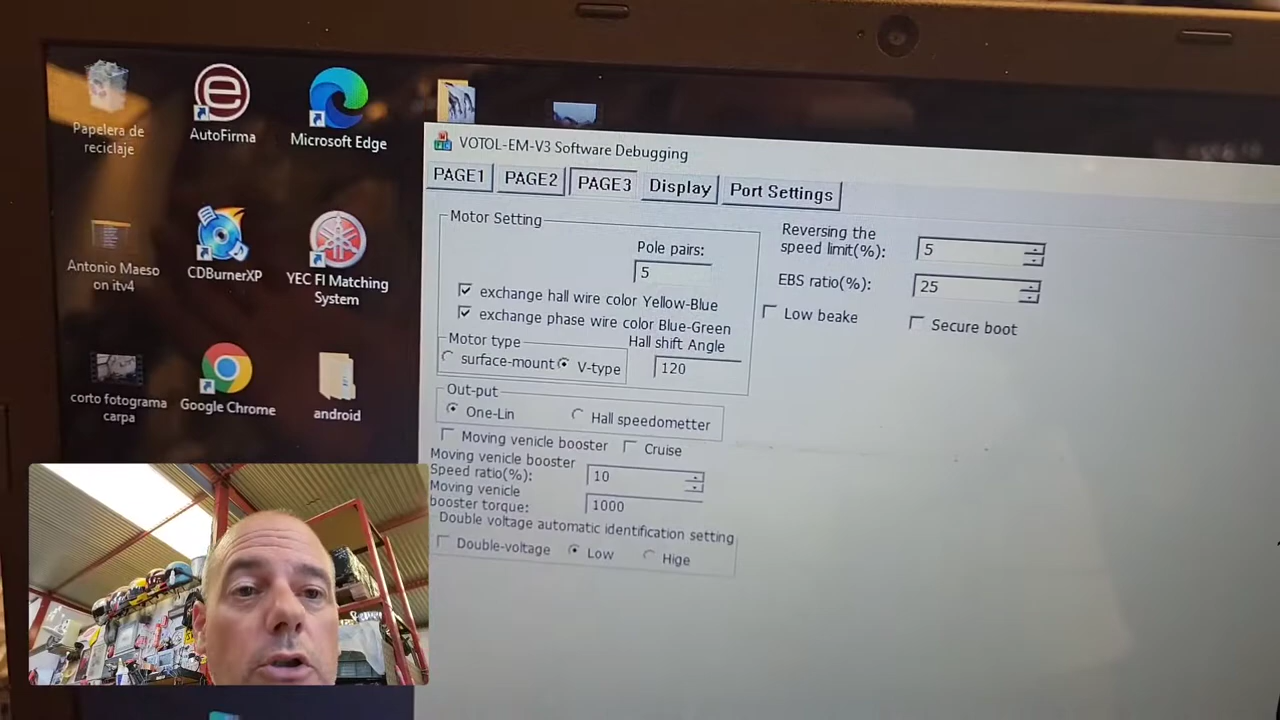 Papelera de
reciclaje
AutoFirma
Microsoft Edge
Antonio Maeso
on itv4
CDBurnerXP
YEC FI Matching
System
corto fotograma
carpa
Google Chrome
android
VOTOL-EM-V3 Software Debugging
PAGE1 PAGE2 PAGE3 Display Port Settings
Motor Setting
Pole pairs:
5
exchange hall wire color Yellow-Blue
exchange phase wire color Blue-Green
Motor type
surface-mount V-type
Hall shift Angle
120
Out-put
One-Lin Hall speedometter
Moving venicle booster Cruise
Moving vehicle booster
Speed ratio(%):
10
Moving vehicle
booster torque:
1000
Double voltage automatic identification setting
Double-voltage Low Hige
Reversing the
speed limit(%):
5
EBS ratio(%):
25
Low beake Secure boot